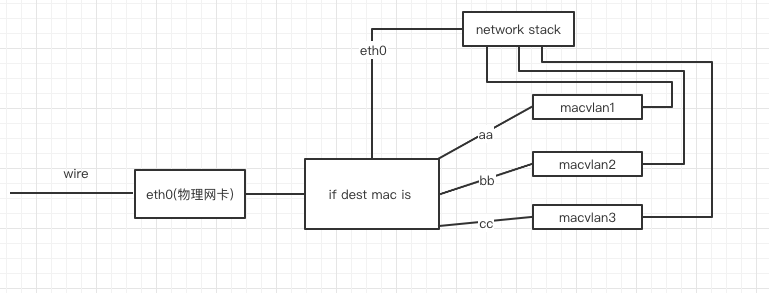 network stack
eth0
macvlan1
aa
wire
eth0(物理网卡)
if dest mac is
bb
macvlan2
cc
macvlan3